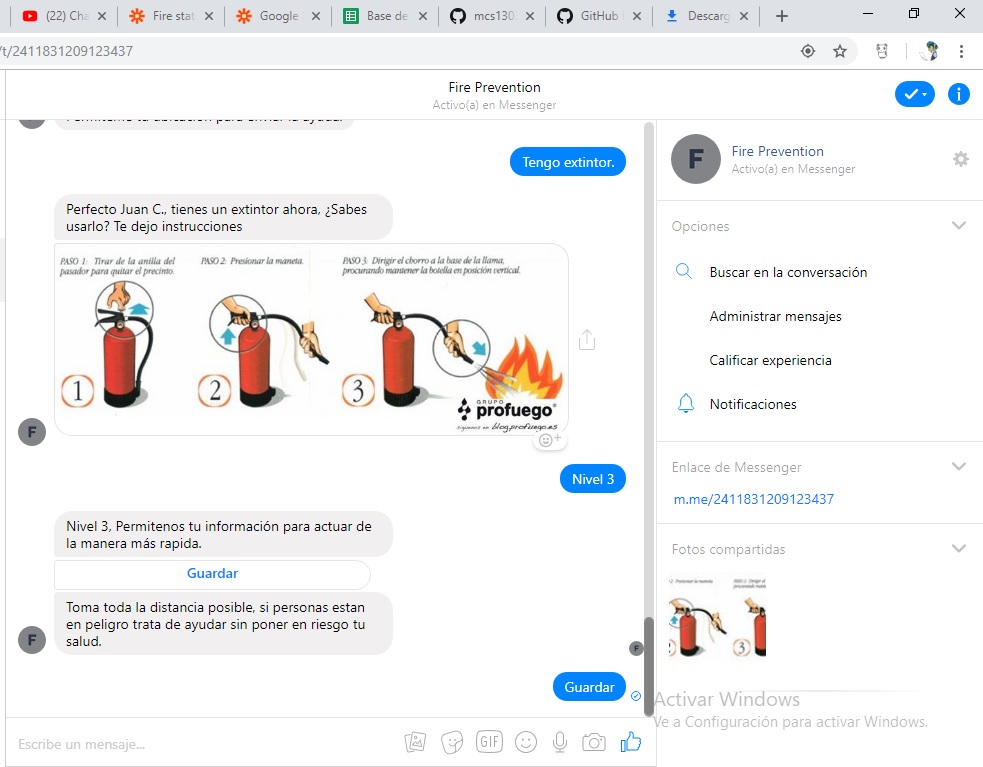 (22) Cha
Fire stat
Google
Base de
mcs130
GitHub
Descarg
/t/2411831209123437
Fire Prevention
Activo(a) en Messenger
Tengo extintor.
Perfecto Juan C., tienes un extintor ahora, ¿Sabes
usarlo? Te dejo instrucciones
PASO 1: Tirar de la anilla del
pasador para quitar el precinto.
PASO 2: Presionar la maneta.
PASO 3: Dirigir el chorro a la base de la llama,
procurando mantener la botella en posición vertical.
1
2
3
GRUPO
profuego
síguenos en blog.profuego.es
F
Nivel 3
Nivel 3, Permitenos tu información para actuar de
la manera más rapida.
Guardar
Toma toda la distancia posible, si personas estan
en peligro trata de ayudar sin poner en riesgo tu
salud.
F
F
Guardar
Escribe un mensaje...
GIF
F
Fire Prevention
Activo(a) en Messenger
Opciones
Buscar en la conversación
Administrar mensajes
Calificar experiencia
Notificaciones
Enlace de Messenger
m.me/2411831209123437
Fotos compartidas
3
Activar Windows
Ve a Configuración para activar Windows.